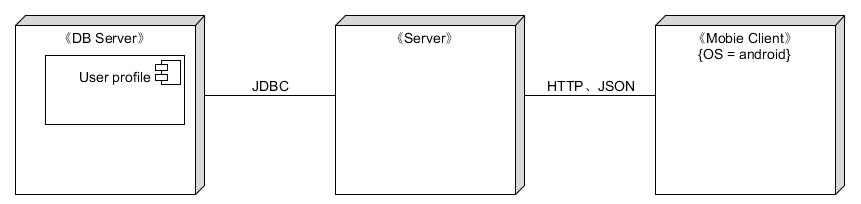 《DB Server》
User profile
JDBC
《Server》
HTTP、JSON
《Mobie Client》
{OS = android}